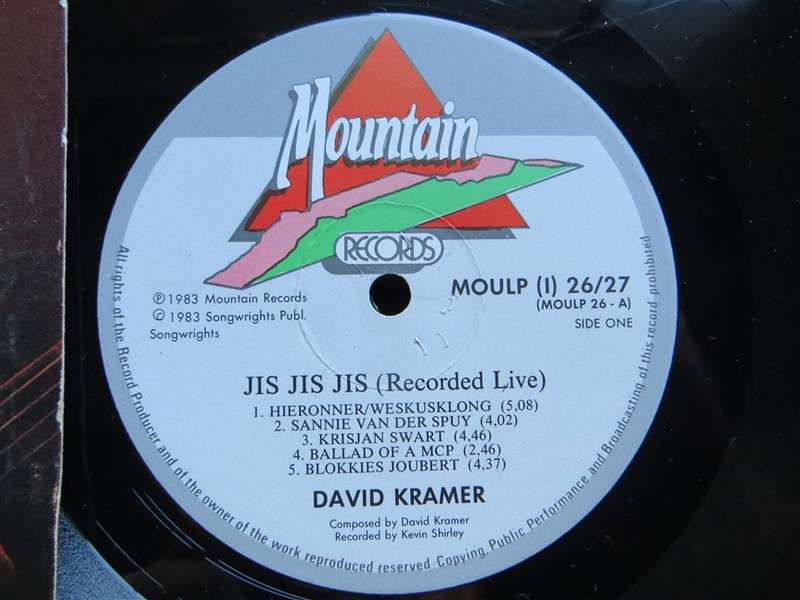 Mountain
RECORDS
℗ 1983 Mountain Records
© 1983 Songwrights Publ.
Songwrights
MOULP (I) 26/27
(MOULP 26 - A)
SIDE ONE
JIS JIS JIS (Recorded Live)
1. HIERONNER/WESKUSKLONG (5,08)
2. SANNIE VAN DER SPUY (4,02)
3. KRISJAN SWART (4,46)
4. BALLAD OF A MCP (2,46)
5. BLOKKIES JOUBERT (4,37)
DAVID KRAMER
Composed by David Kramer
Recorded by Kevin Shirley
All rights of the Record Producer and of the owner of the work reproduced reserved. Copying, Public Performance and Broadcasting of this record prohibited